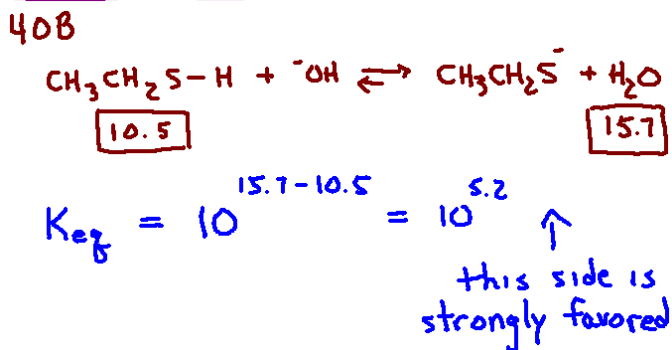 40B
CH₃CH₂S-H + ⁻OH ⇌ CH₃CH₂S⁻ + H₂O
10.5 15.7
Keq = 10^15.7-10.5 = 10^5.2 ↑
this side is
strongly favored